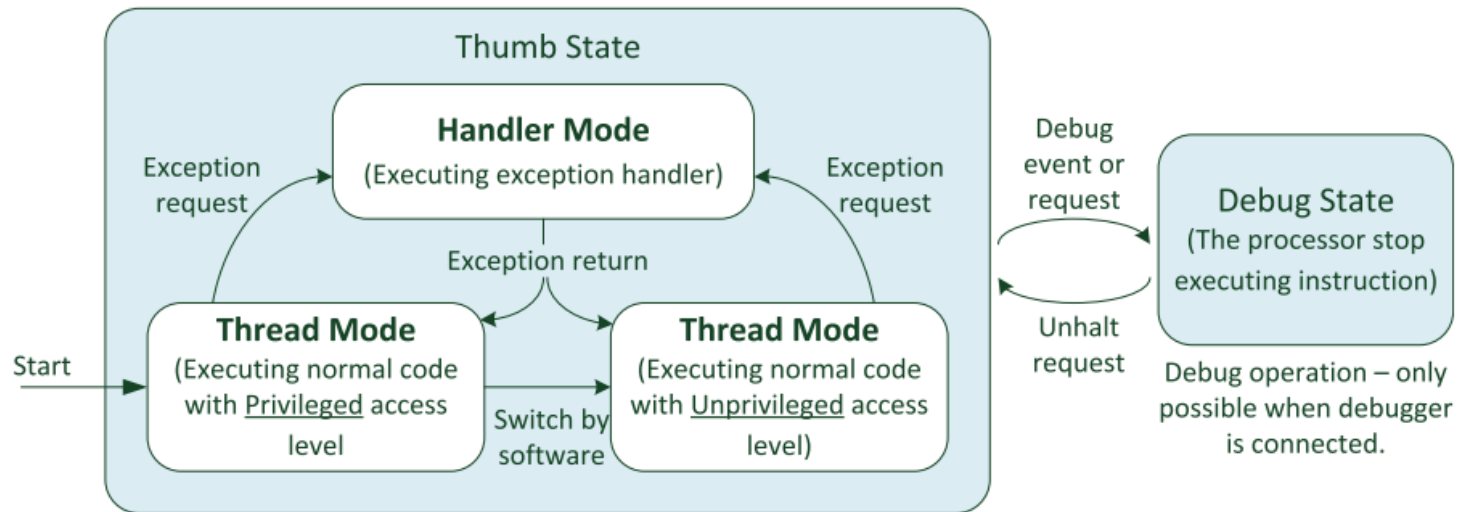 Thumb State
Handler Mode
(Executing exception handler)
Exception
request
Exception
request
Exception return
Start
Thread Mode
(Executing normal code
with Privileged access
level
Switch by
software
Thread Mode
(Executing normal code
with Unprivileged access
level)
Debug
event or
request
Unhalt
request
Debug State
(The processor stop
executing instruction)
Debug operation – only
possible when debugger
is connected.